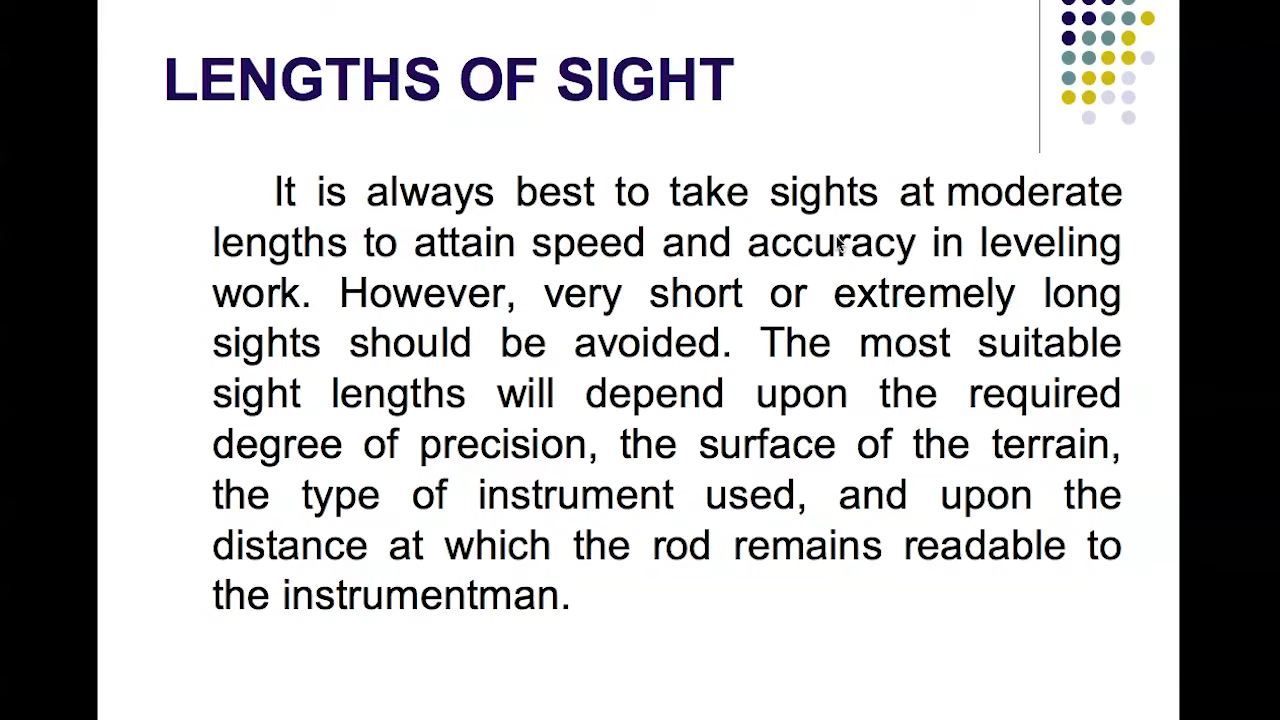 LENGTHS OF SIGHT
It is always best to take sights at moderate
lengths to attain speed and accuracy in leveling
work. However, very short or extremely long
sights should be avoided. The most suitable
sight lengths will depend upon the required
degree of precision, the surface of the terrain,
the type of instrument used, and upon the
distance at which the rod remains readable to
the instrumentman.